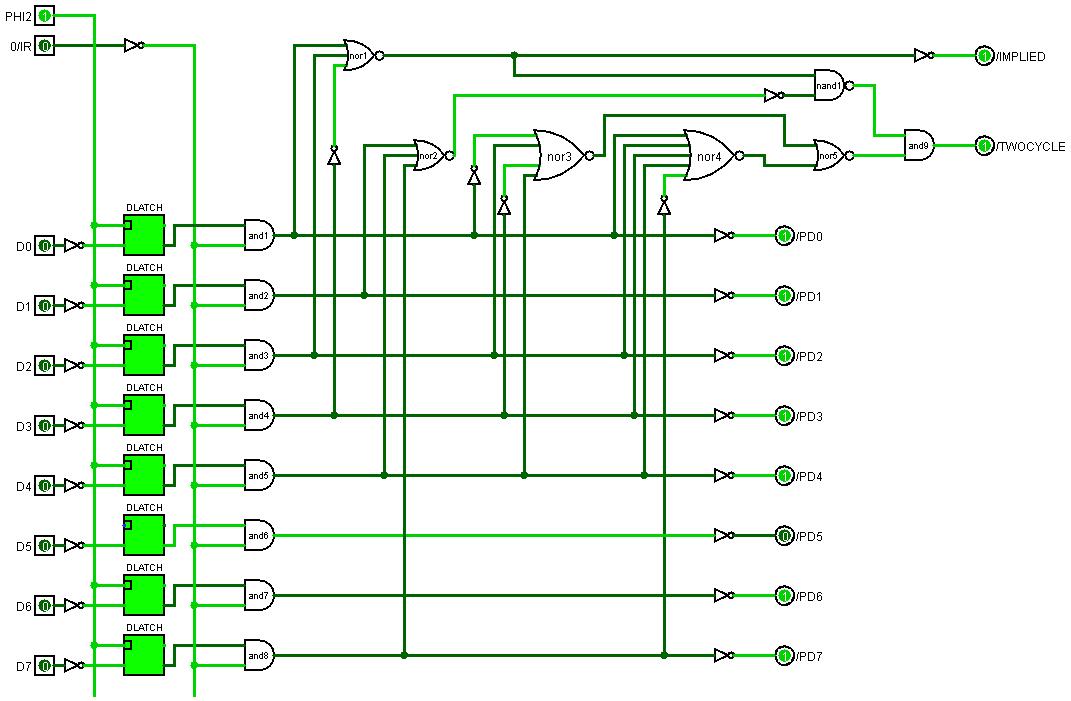 PHI2 1
0/IR 0
nor1
1 /IMPLIED
nand1
nor2
nor3
nor4
nor5
and9
1 /TWOCYCLE
DLATCH
D0 0
and1
1 /PD0
DLATCH
D1 0
and2
1 /PD1
DLATCH
D2 0
and3
1 /PD2
DLATCH
D3 0
and4
1 /PD3
DLATCH
D4 0
and5
1 /PD4
DLATCH
D5 0
and6
0 /PD5
DLATCH
D6 0
and7
1 /PD6
DLATCH
D7 0
and8
1 /PD7